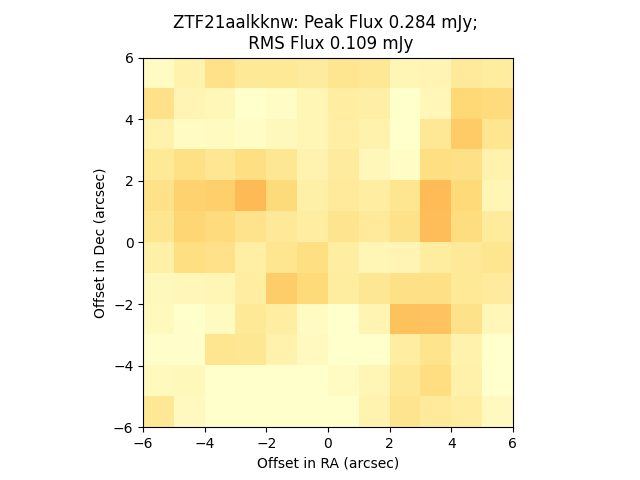 ZTF21aalkknw: Peak Flux 0.284 mJy;
RMS Flux 0.109 mJy
6
4
2
0
−2
−4
−6
Offset in Dec (arcsec)
−6 −4 −2 0 2 4 6
Offset in RA (arcsec)